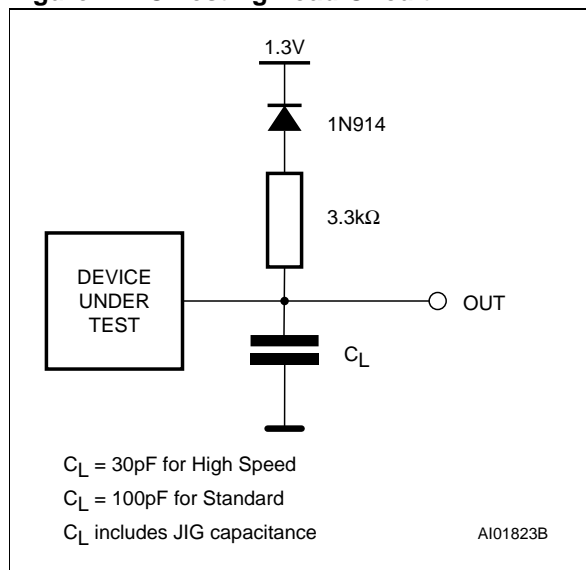 1.3V
1N914
3.3kΩ
DEVICE
UNDER
TEST
OUT
CL
CL = 30pF for High Speed
CL = 100pF for Standard
CL includes JIG capacitance
AI01823B